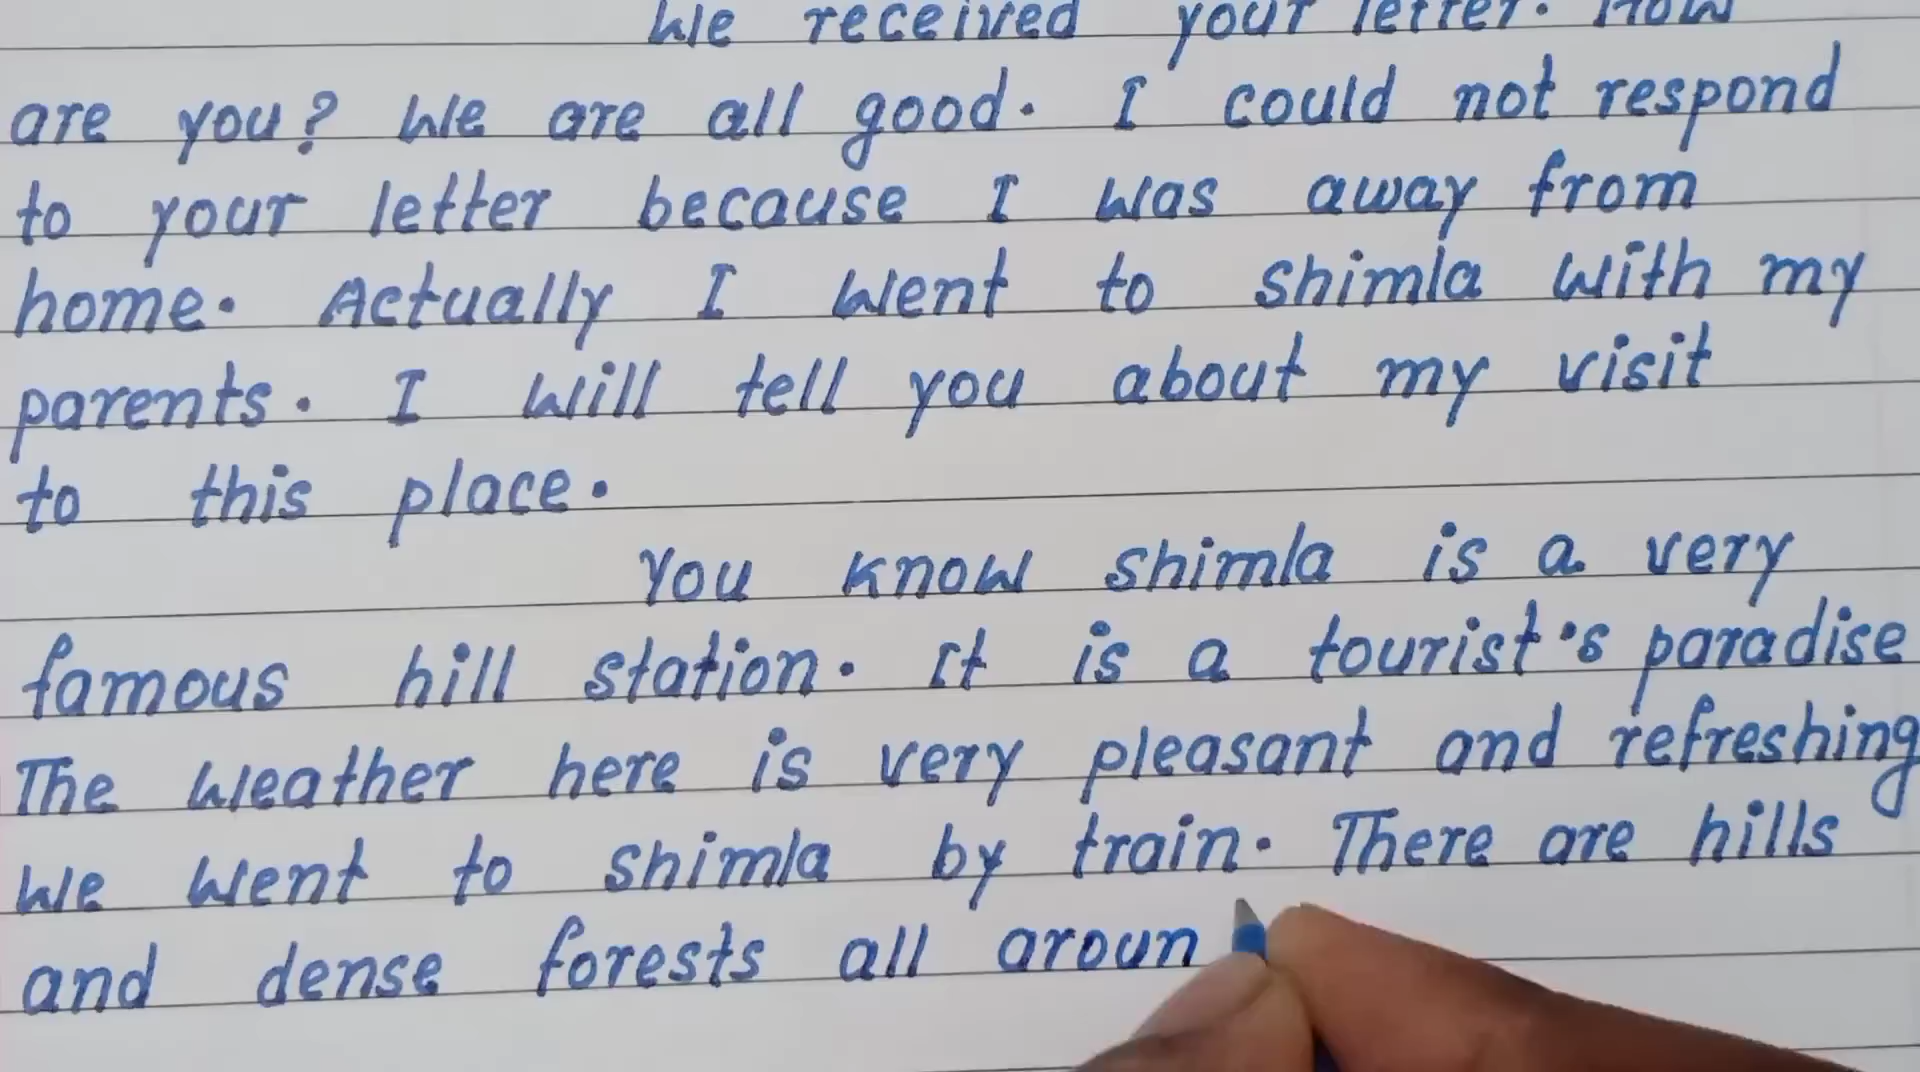 We received your letter. How
are you? We are all good. I could not respond
to your letter because I was away from
home. Actually I went to shimla with my
parents. I will tell you about my visit
to this place.
You know shimla is a very
famous hill station. It is a tourist's paradise
The weather here is very pleasant and refreshing
We went to shimla by train. There are hills
and dense forests all aroun